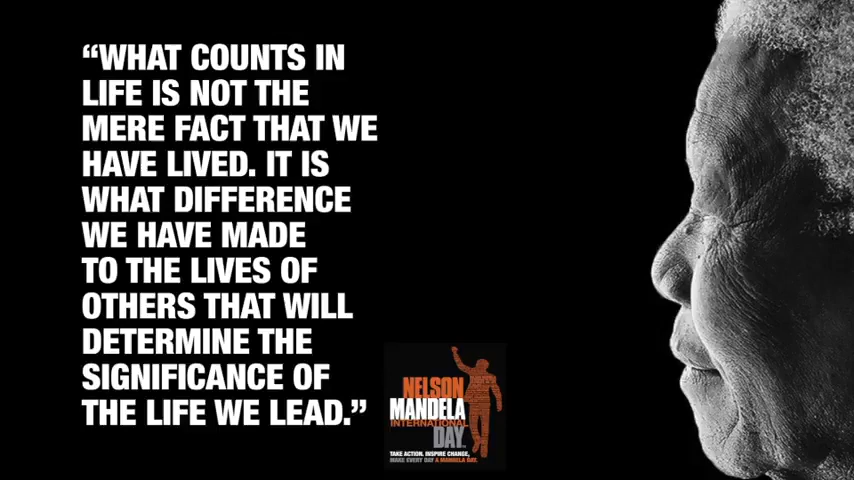 “WHAT COUNTS IN
LIFE IS NOT THE
MERE FACT THAT WE
HAVE LIVED. IT IS
WHAT DIFFERENCE
WE HAVE MADE
TO THE LIVES OF
OTHERS THAT WILL
DETERMINE THE
SIGNIFICANCE OF
THE LIFE WE LEAD.”
NELSON
MANDELA
INTERNATIONAL
DAY
TAKE ACTION. INSPIRE CHANGE,
MAKE EVERY DAY A MANDELA DAY.